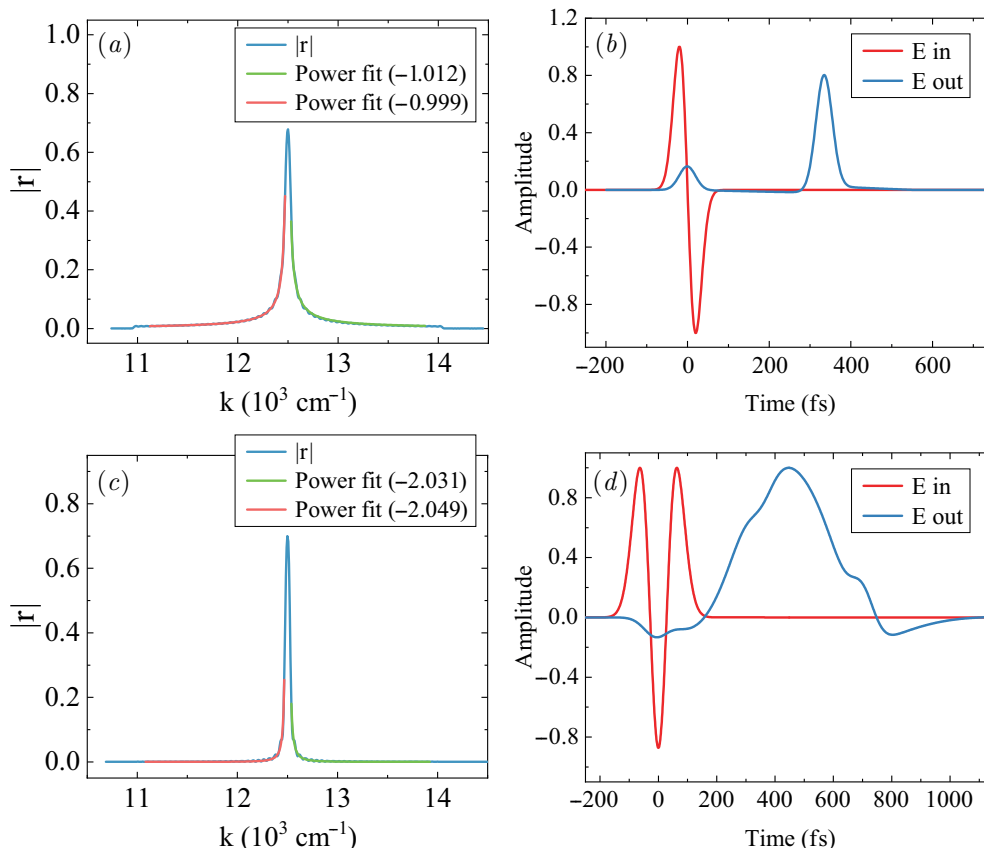 (a)
|r|
Power fit (−1.012)
Power fit (−0.999)
1.0
0.8
0.6
0.4
0.2
0.0
|r|
11
12
13
14
k (10³ cm⁻¹)
(b)
E in
E out
1.2
0.8
0.4
0.0
−0.4
−0.8
Amplitude
−200
0
200
400
600
Time (fs)
(c)
|r|
Power fit (−2.031)
Power fit (−2.049)
0.8
0.6
0.4
0.2
0.0
|r|
11
12
13
14
k (10³ cm⁻¹)
(d)
E in
E out
0.8
0.4
0.0
−0.4
−0.8
Amplitude
−200
0
200
400
600
800
1000
Time (fs)